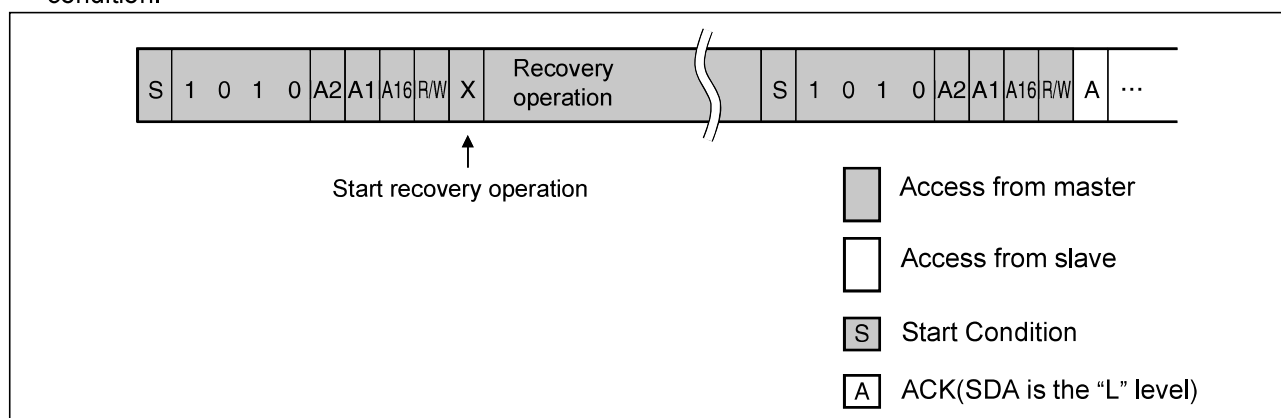 condition.
S 1 0 1 0 A2 A1 A16 R/W X Recovery operation S 1 0 1 0 A2 A1 A16 R/W A ...
Start recovery operation
Access from master
Access from slave
S Start Condition
A ACK(SDA is the “L” level)